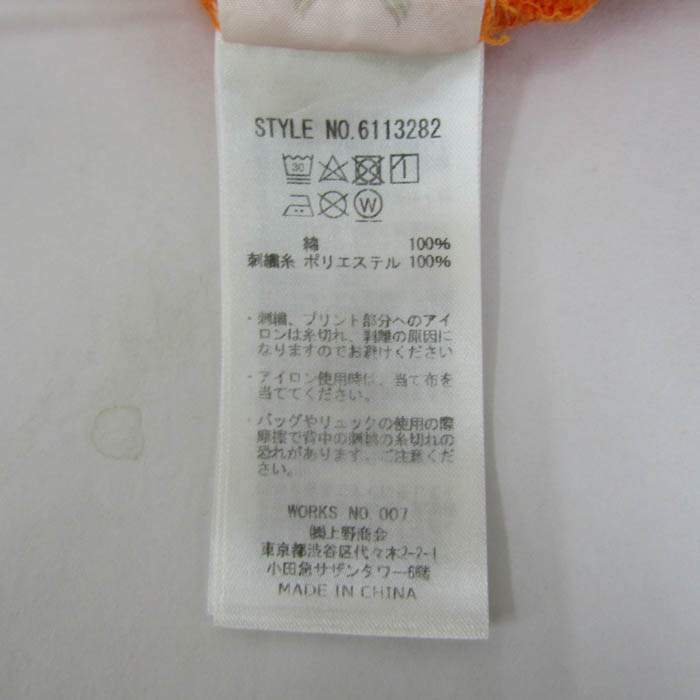 STYLE NO.6113282
30
W
綿 100%
刺繍糸 ポリエステル 100%
・刺繍、プリント部分へのアイ
ロンは糸切れ、剥離の原因に
なりますのでお避けください
・アイロン使用時は、当て布を
当ててください。
・バッグやリュックの使用の際
摩擦で背中の刺繍の糸切れの
恐れがあります。ご注意くだ
さい。
WORKS NO 007
㈱上野商会
東京都渋谷区代々木2-2-1
小田急サザンタワー6階
MADE IN CHINA